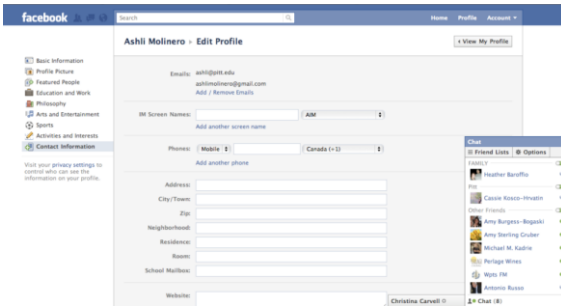 facebook
Search
Home Profile Account
Ashli Molinero › Edit Profile
‹ View My Profile
Basic Information
Profile Picture
Featured People
Education and Work
Philosophy
Arts and Entertainment
Sports
Activities and Interests
Contact Information
Visit your privacy settings to
control who can see the
information on your profile.
Emails: ashli@pitt.edu
ashlimolinero@gmail.com
Add / Remove Emails
IM Screen Names: AIM
Add another screen name
Phones: Mobile Canada (+1)
Add another phone
Address:
City/Town:
Zip:
Neighborhood:
Residence:
Room:
School Mailbox:
Website:
Chat
Friend Lists Options
FAMILY
Heather Baroffio
Pitt
Cassie Kosco-Hrvatin
Other Friends
Amy Burgess-Bogaski
Amy Sterling Gruber
Michael M. Kadrie
Perlage Wines
Wpts FM
Antonio Russo
Christina Carvell
Chat (8)